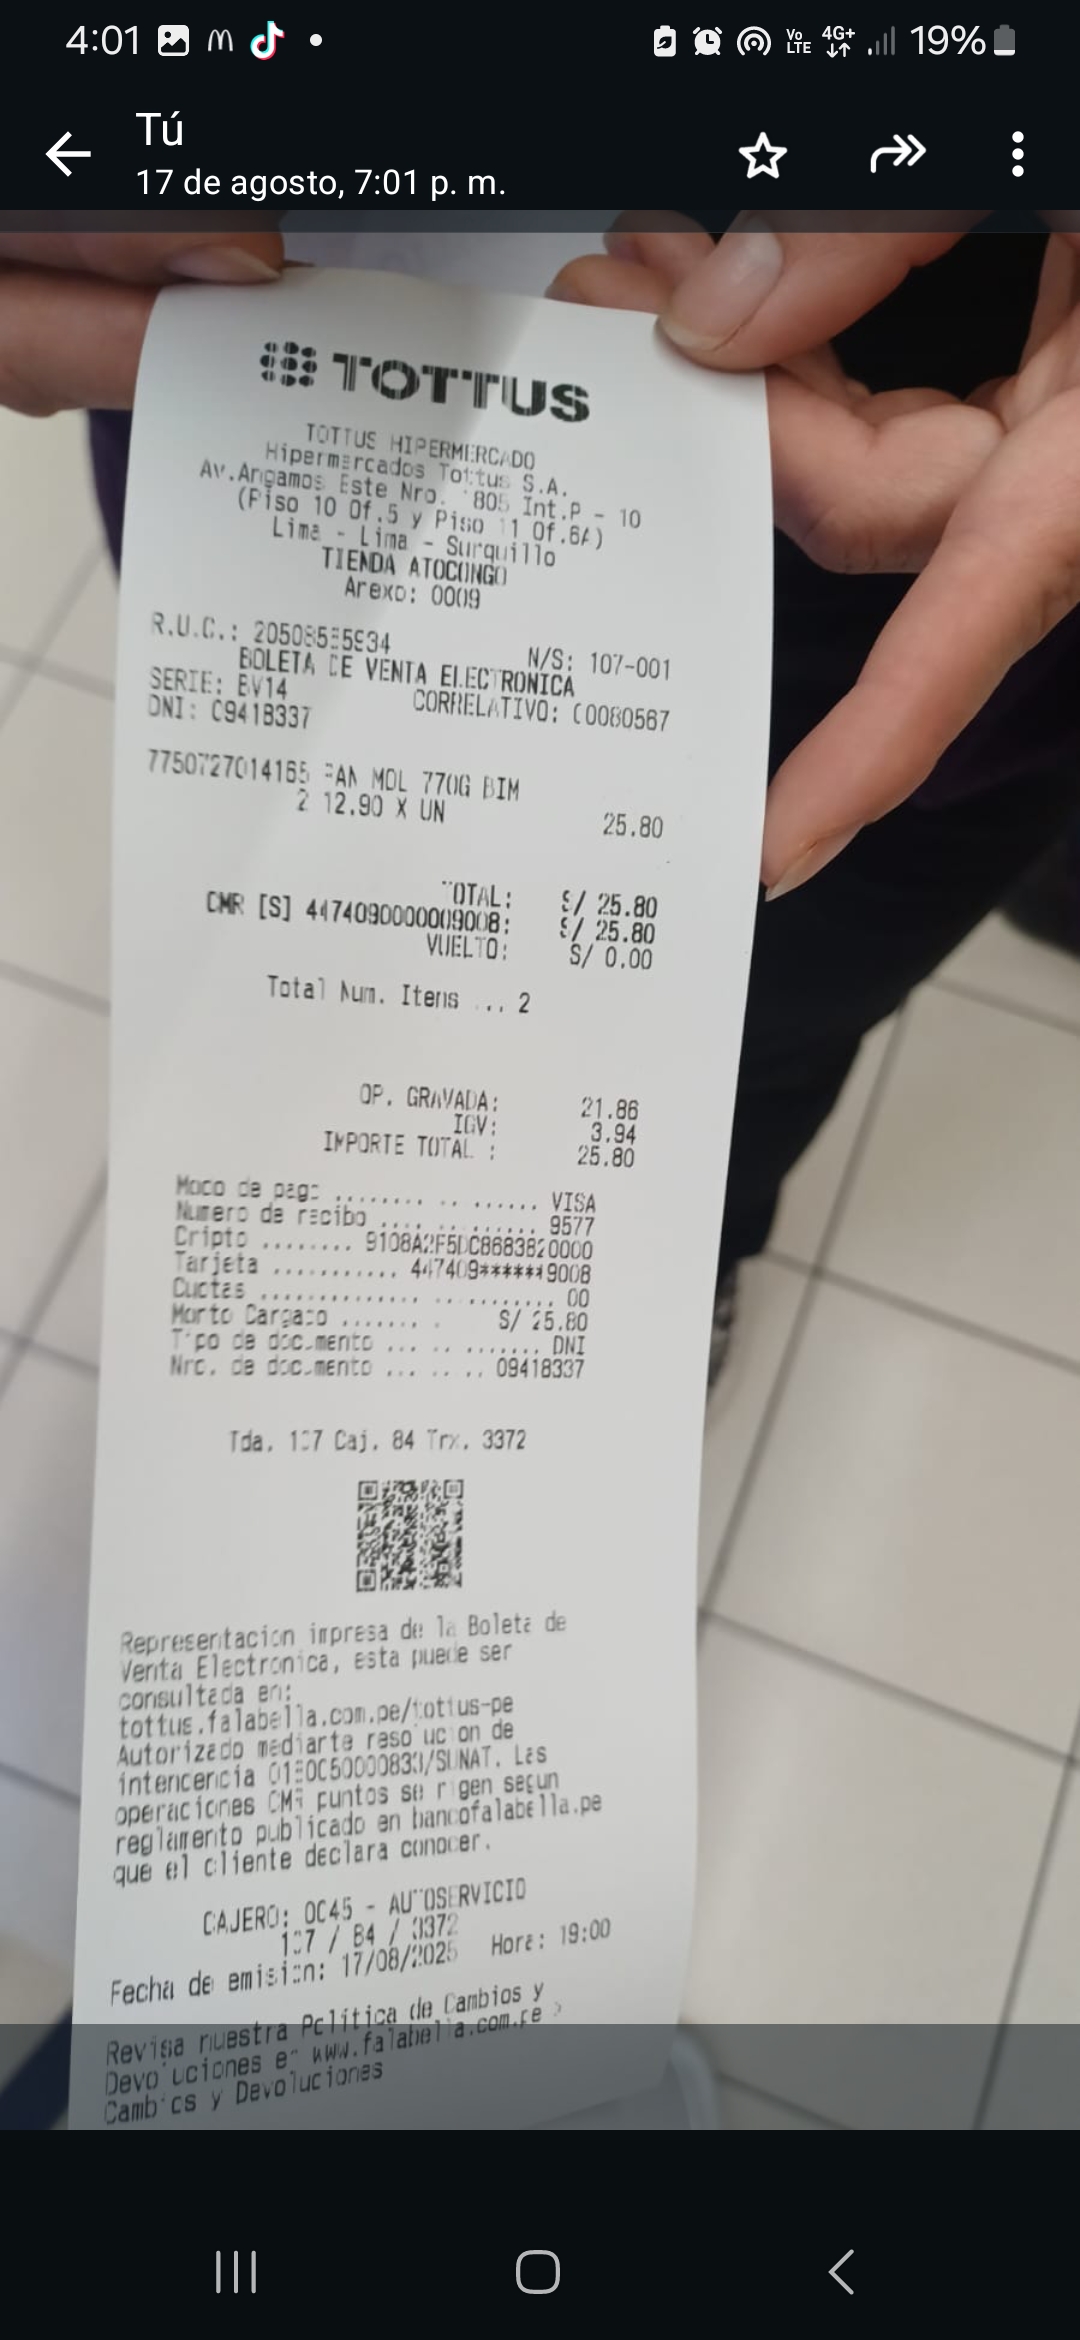 4:01
Vo LTE 4G+ 19%
Tú
17 de agosto, 7:01 p. m.
TOTTUS
TOTTUS HIPERMERCADO
Hipermercados Tottus S.A.
Av.Angamos Este Nro. 1805 Int.P - 10
(Piso 10 Of.5 y Piso 11 Of.6A)
Lima - Lima - Surquillo
TIENDA ATOCONGO
Anexo: 0009
R.U.C.: 20508565934 N/S: 107-001
BOLETA DE VENTA ELECTRONICA
SERIE: BV14 CORRELATIVO: 00080567
DNI: 09418337
7750727014165 PAN MOL 770G BIM
2 12.90 X UN 25.80
TOTAL: S/ 25.80
CMR [S] 4474090000009008: S/ 25.80
VUELTO: S/ 0.00
Total Num. Items ... 2
OP. GRAVADA: 21.86
IGV: 3.94
IMPORTE TOTAL : 25.80
Modo de pago ........ .. ...... VISA
Numero de recibo .... ......... 9577
Cripto ........ 9108A2F5DC8683820000
Tarjeta ........... 447409******9008
Cuotas .............. .. ......... 00
Monto Cargado ....... . S/ 25.80
Tipo de documento ... .. ....... DNI
Nro. de documento ... .. .. 09418337
Tda. 107 Caj. 84 Trx. 3372
Representacion impresa de la Boleta de
Venta Electronica, esta puede ser
consultada en:
tottus.falabella.com.pe/tottus-pe
Autorizado mediante resolucion de
intendencia /SUNAT. Las
operaciones CMR puntos se rigen segun
reglamento publicado en bancofalabella.pe
que el cliente declara conocer.
CAJERO: 0C45 - AUTOSERVICIO
107 / 84 / 3372
Fecha de emision: 17/08/2025 Hora: 19:00
Revisa nuestra Politica de Cambios y
Devoluciones en www.falabella.com.pe >
Cambios y Devoluciones